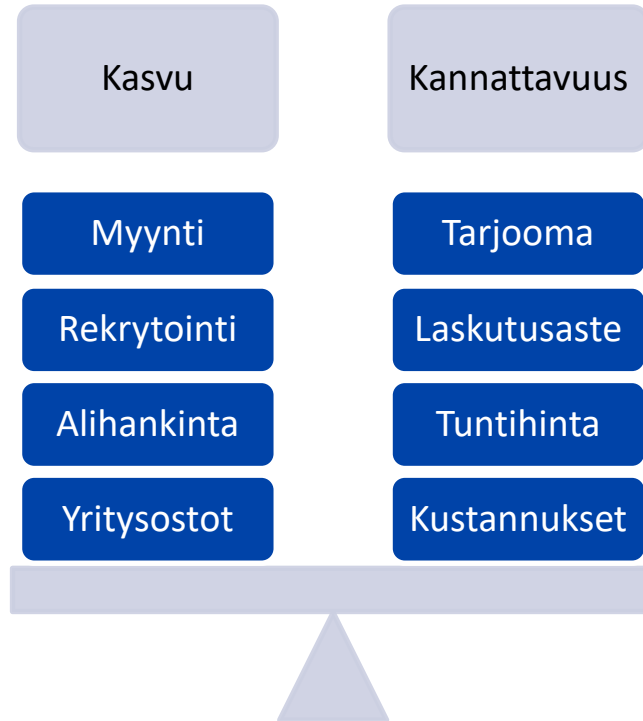 Kasvu
Kannattavuus
Myynti
Tarjooma
Rekrytointi
Laskutusaste
Alihankinta
Tuntihinta
Yritysostot
Kustannukset